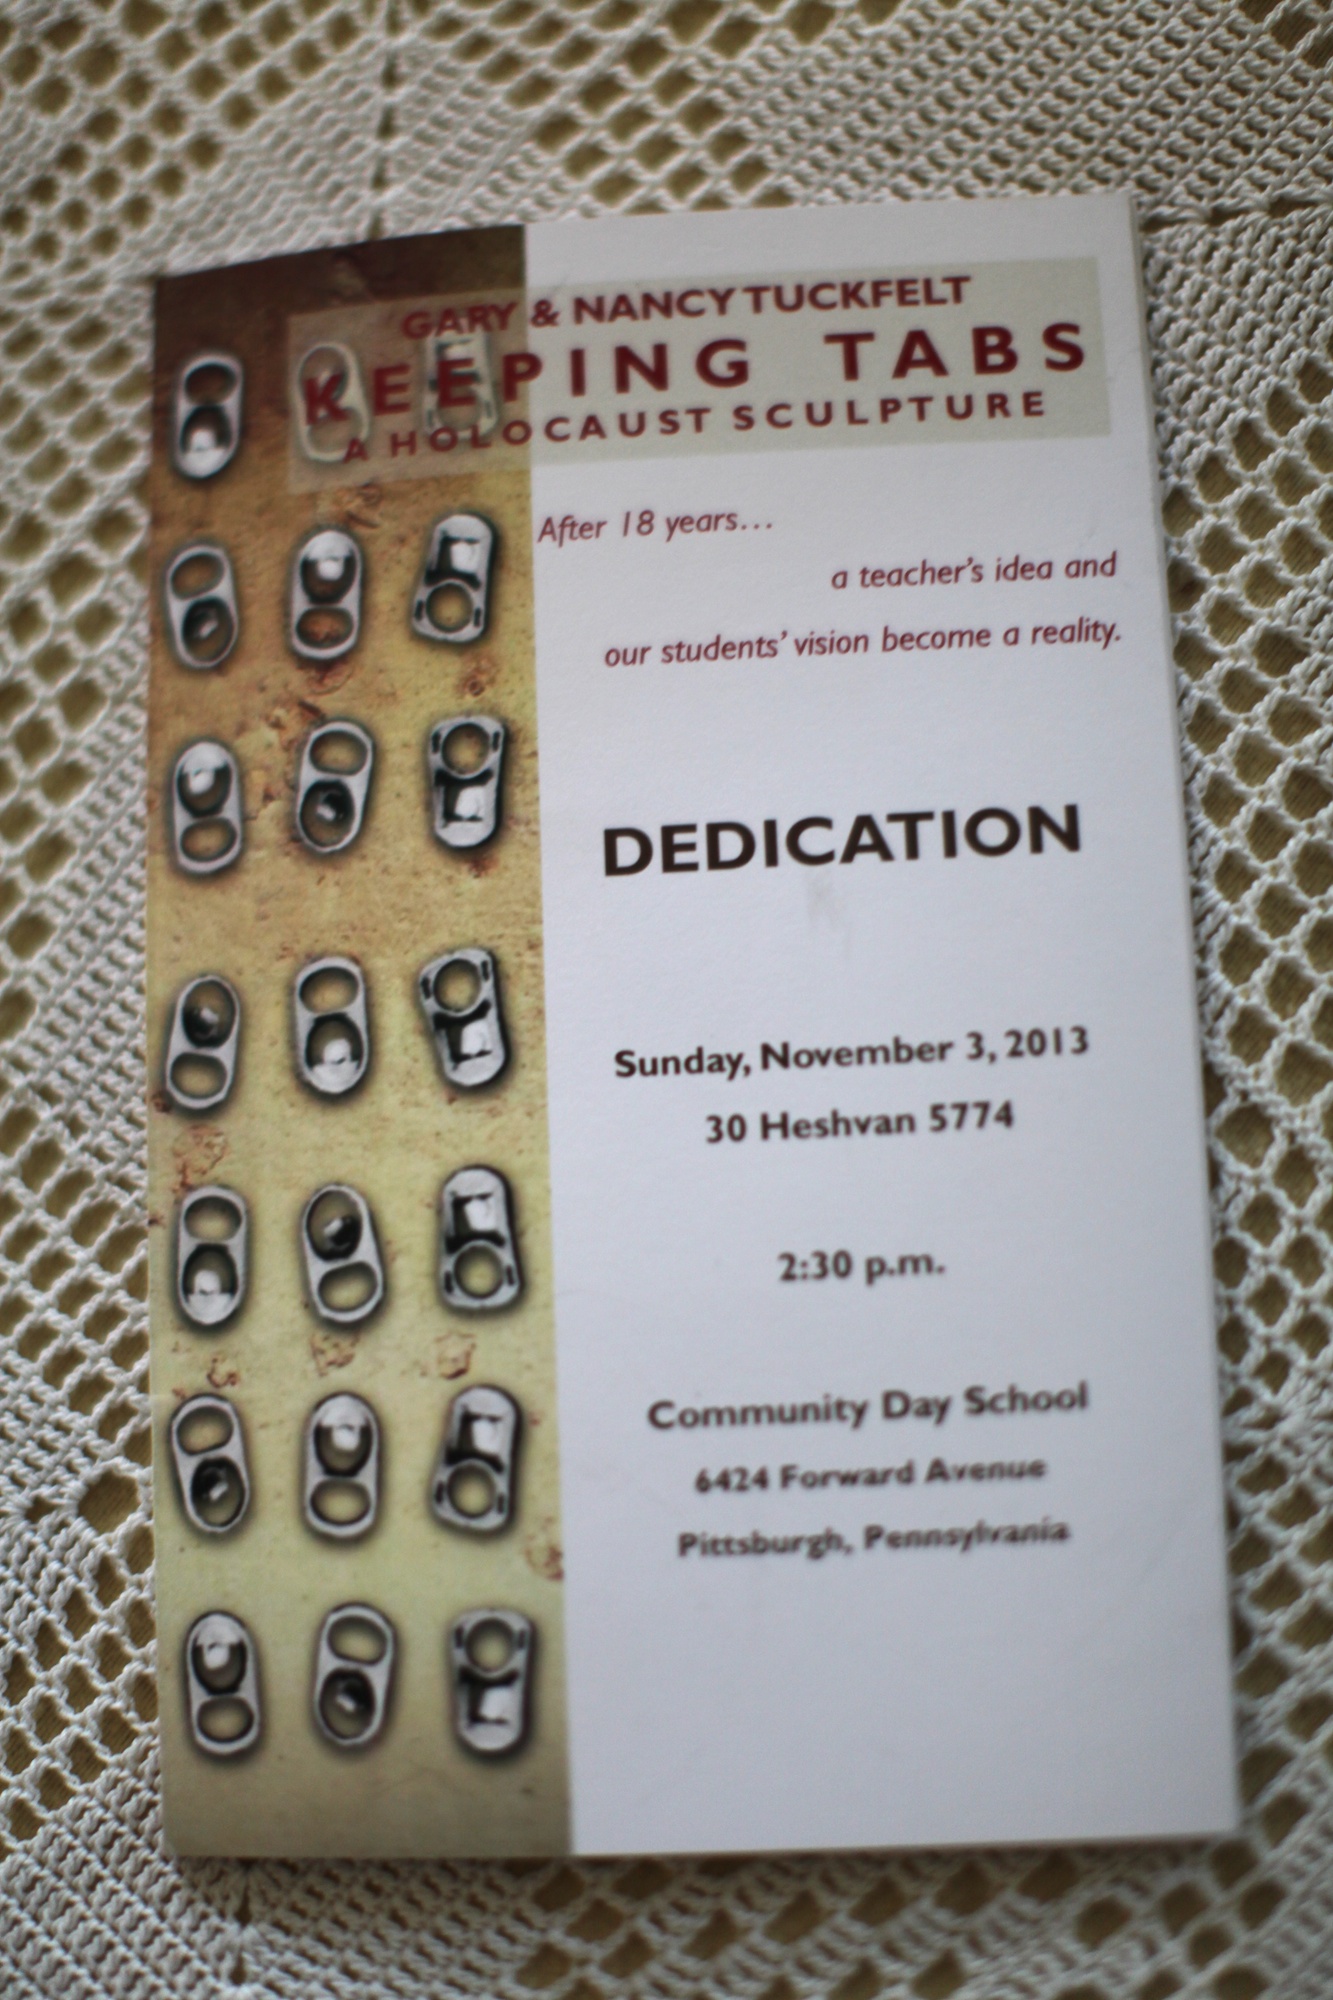 GARY & NANCY TUCKFELT
KEEPING TABS
A HOLOCAUST SCULPTURE
After 18 years...
a teacher's idea and
our students' vision become a reality.
DEDICATION
Sunday, November 3, 2013
30 Heshvan 5774
2:30 p.m.
Community Day School
6424 Forward Avenue
Pittsburgh, Pennsylvania